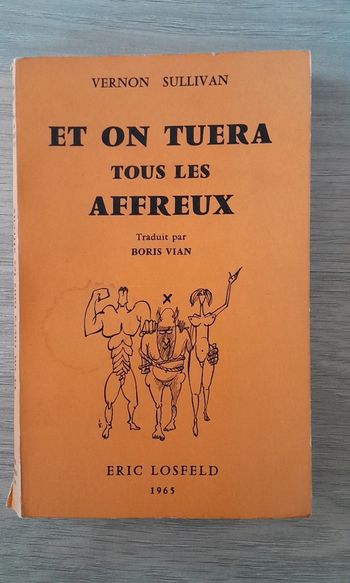 VERNON SULLIVAN
ET ON TUERA
TOUS LES
AFFREUX
Traduit par
BORIS VIAN
ERIC LOSFELD
1965